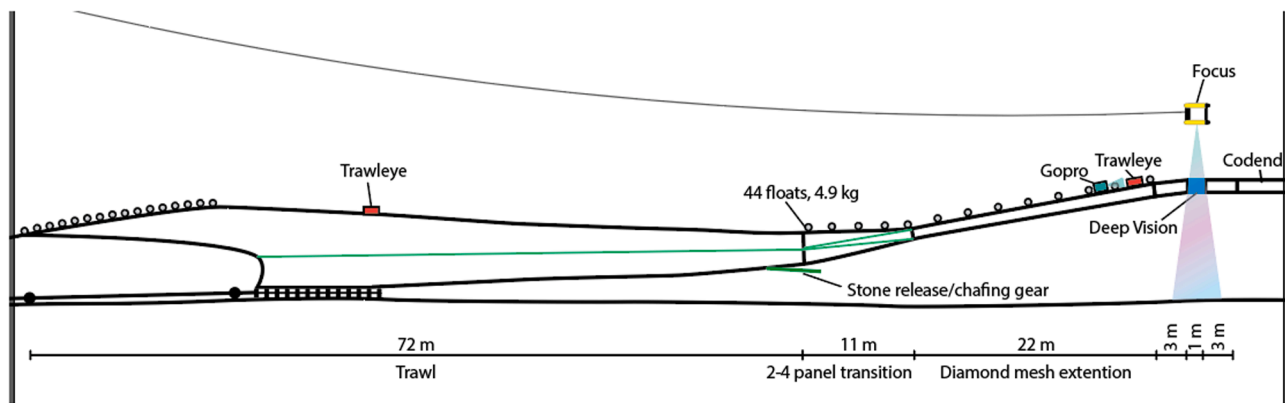 Focus
Trawleye
Gopro
Trawleye
Codend
44 floats, 4.9 kg
Deep Vision
Stone release/chafing gear
72 m
11 m
22 m
3 m
1 m
3 m
Trawl
2-4 panel transition
Diamond mesh extention